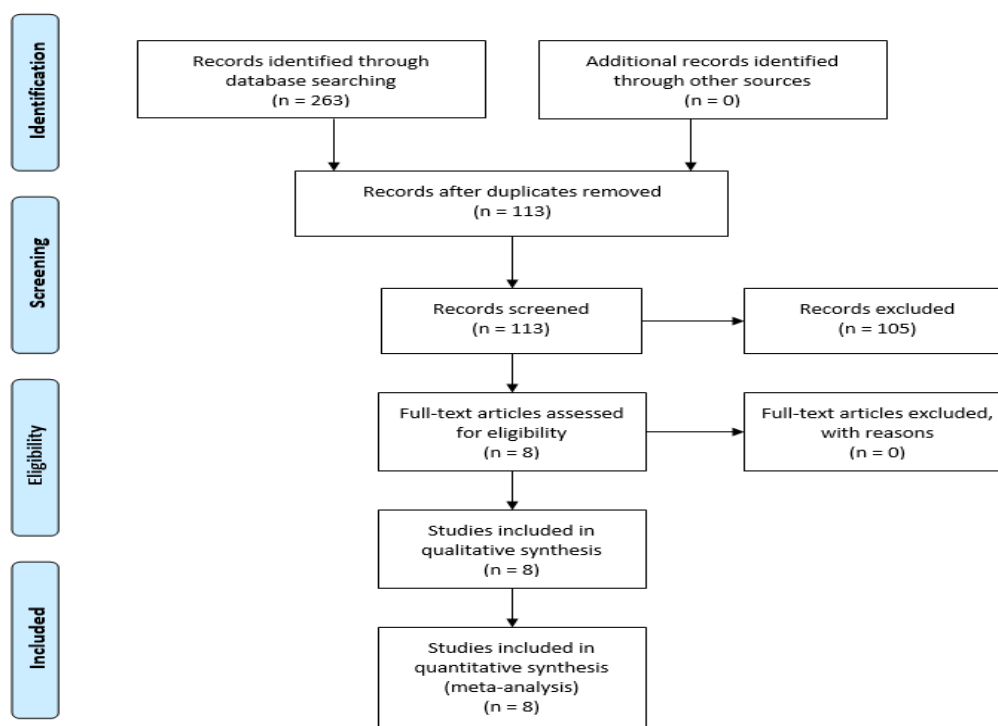 Identification
Records identified through
database searching
(n = 263)
Additional records identified
through other sources
(n = 0)
Records after duplicates removed
(n = 113)
Screening
Records screened
(n = 113)
Records excluded
(n = 105)
Eligibility
Full-text articles assessed
for eligibility
(n = 8)
Full-text articles excluded,
with reasons
(n = 0)
Studies included in
qualitative synthesis
(n = 8)
Included
Studies included in
quantitative synthesis
(meta-analysis)
(n = 8)